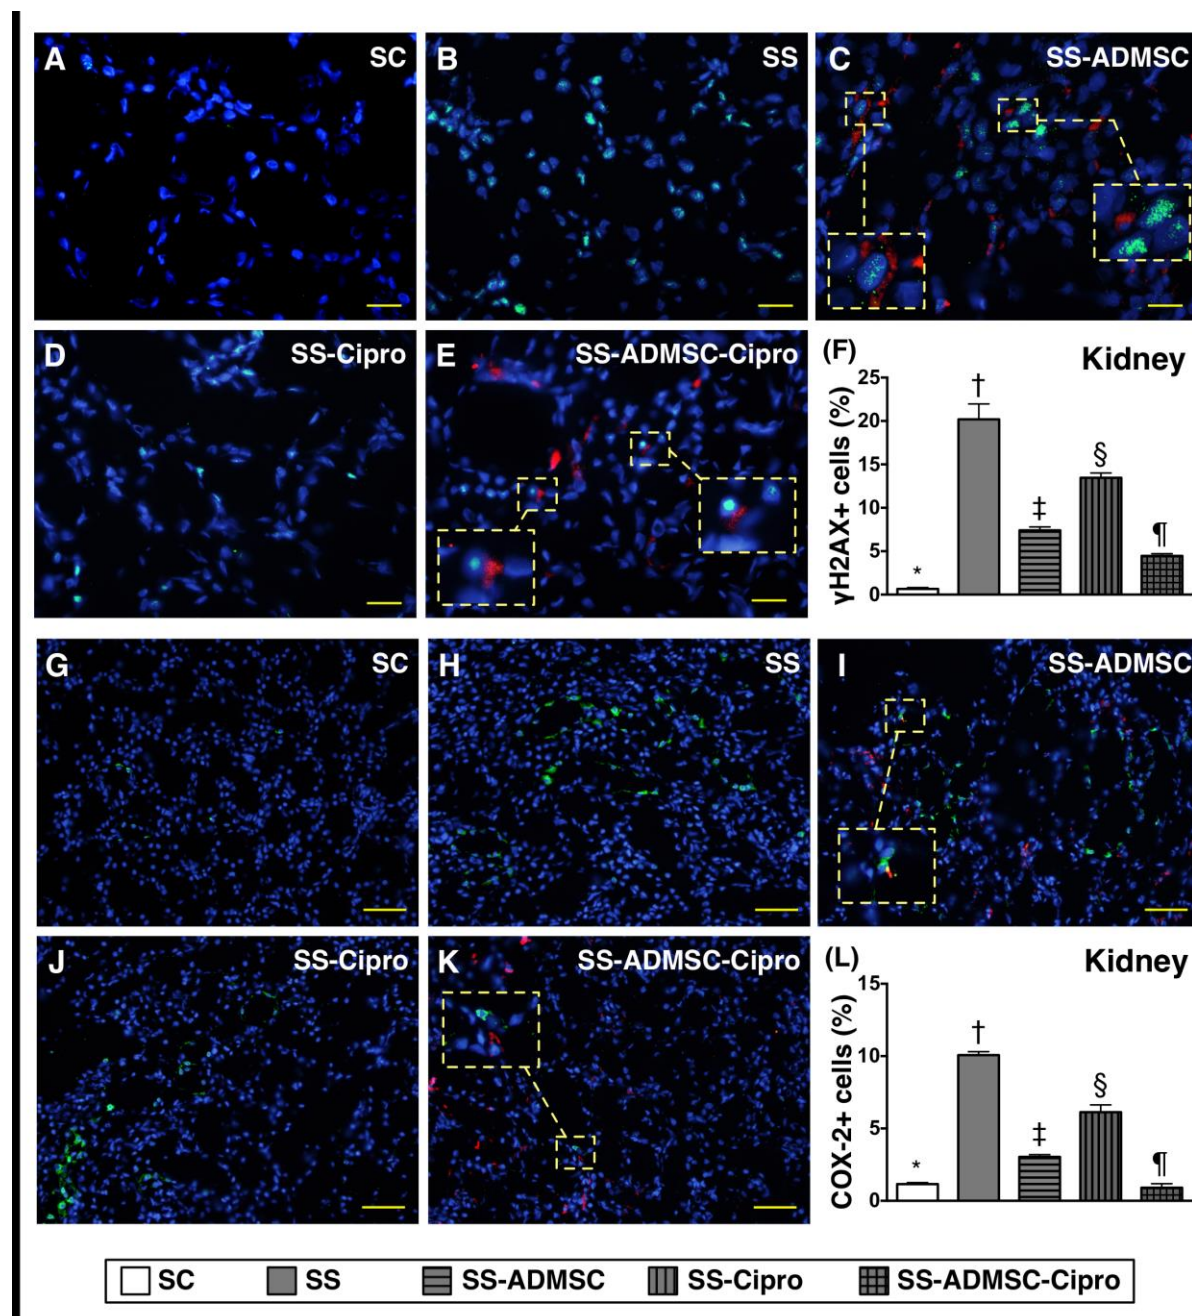 A SC
B SS
C SS-ADMSC
D SS-Cipro
E SS-ADMSC-Cipro
(F) Kidney
γH2AX+ cells (%)
25
20
15
10
5
0
*
†
‡
§
¶
G SC
H SS
I SS-ADMSC
J SS-Cipro
K SS-ADMSC-Cipro
(L) Kidney
COX-2+ cells (%)
15
10
5
0
*
†
‡
§
¶
SC SS SS-ADMSC SS-Cipro SS-ADMSC-Cipro